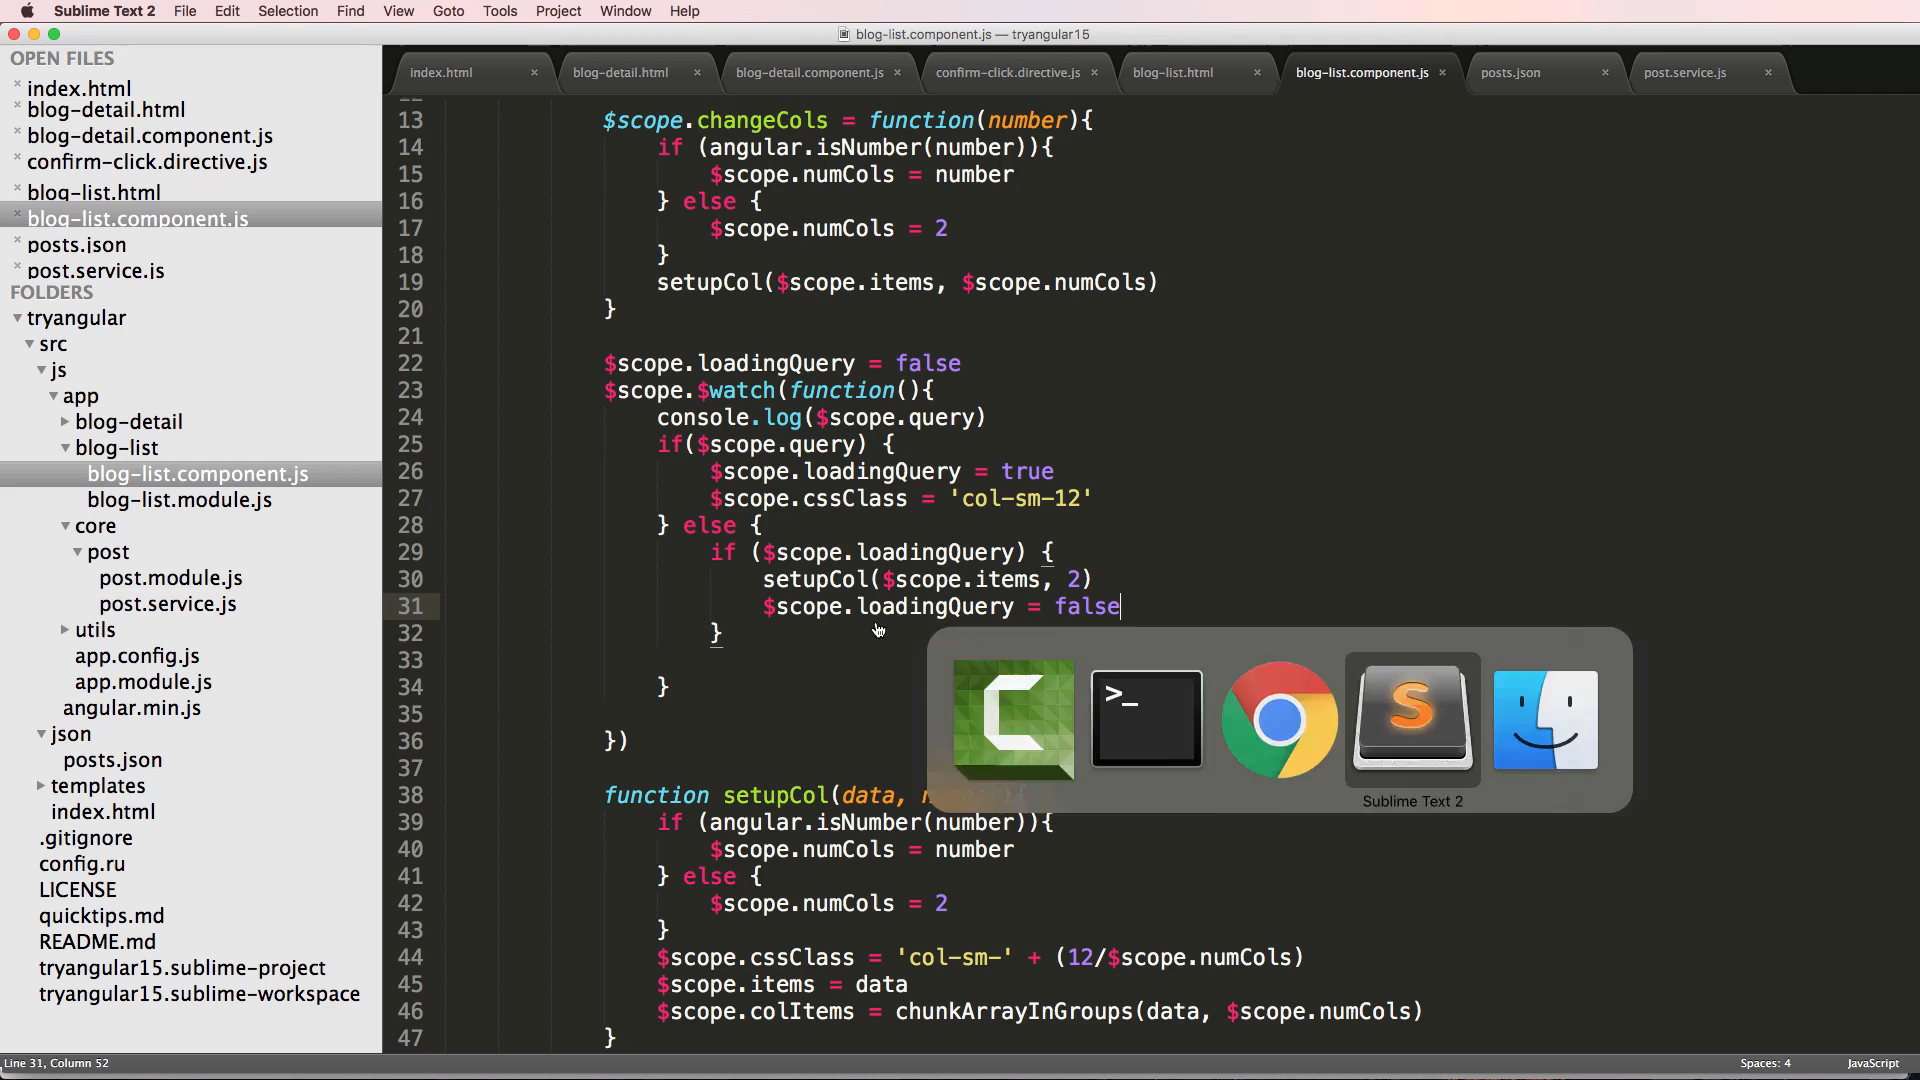 Sublime Text 2 File Edit Selection Find View Goto Tools Project Window Help
blog-list.component.js — tryangular15
OPEN FILES
index.html
blog-detail.html
blog-detail.component.js
confirm-click.directive.js
blog-list.html
blog-list.component.js
posts.json
post.service.js
FOLDERS
tryangular
src
js
app
blog-detail
blog-list
blog-list.component.js
blog-list.module.js
core
post
post.module.js
post.service.js
utils
app.config.js
app.module.js
angular.min.js
json
posts.json
templates
index.html
.gitignore
config.ru
LICENSE
quicktips.md
README.md
tryangular15.sublime-project
tryangular15.sublime-workspace
index.html × blog-detail.html × blog-detail.component.js × confirm-click.directive.js × blog-list.html × blog-list.component.js × posts.json × post.service.js ×
13 $scope.changeCols = function(number){
14 if (angular.isNumber(number)){
15 $scope.numCols = number
16 } else {
17 $scope.numCols = 2
18 }
19 setupCol($scope.items, $scope.numCols)
20 }
21
22 $scope.loadingQuery = false
23 $scope.$watch(function(){
24 console.log($scope.query)
25 if($scope.query) {
26 $scope.loadingQuery = true
27 $scope.cssClass = 'col-sm-12'
28 } else {
29 if ($scope.loadingQuery) {
30 setupCol($scope.items, 2)
31 $scope.loadingQuery = false
32 }
33
34 }
35
36 })
37
38 function setupCol(data, {
39 if (angular.isNumber(number)){
40 $scope.numCols = number
41 } else {
42 $scope.numCols = 2
43 }
44 $scope.cssClass = 'col-sm-' + (12/$scope.numCols)
45 $scope.items = data
46 $scope.colItems = chunkArrayInGroups(data, $scope.numCols)
47 }
>_
S
Sublime Text 2
Line 31, Column 52
Spaces: 4
JavaScript